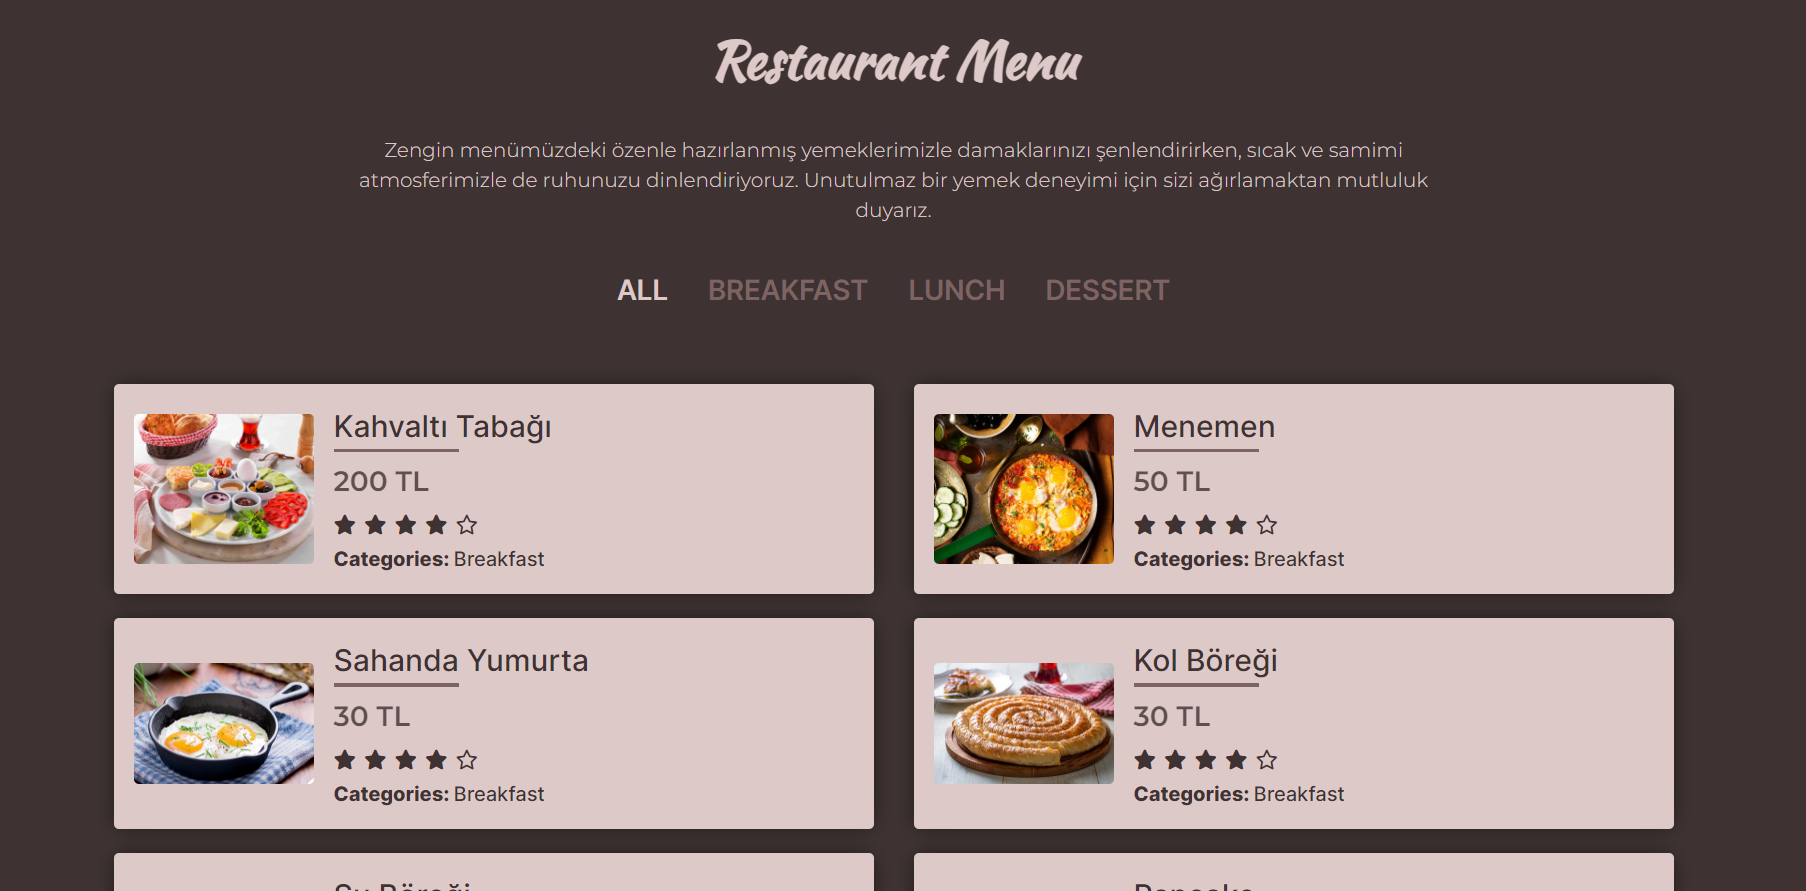 Restaurant Menu
Zengin menümüzdeki özenle hazırlanmış yemeklerimizle damaklarınızı şenlendirirken, sıcak ve samimi
atmosferimizle de ruhunuzu dinlendiriyoruz. Unutulmaz bir yemek deneyimi için sizi ağırlamaktan mutluluk
duyarız.
ALL BREAKFAST LUNCH DESSERT
Kahvaltı Tabağı
200 TL
Categories: Breakfast
Menemen
50 TL
Categories: Breakfast
Sahanda Yumurta
30 TL
Categories: Breakfast
Kol Böreği
30 TL
Categories: Breakfast
Su Böreği